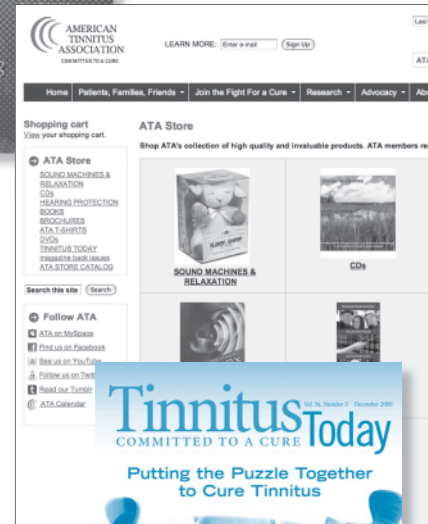 AMERICAN
TINNITUS
ASSOCIATION
COMMITTED TO A CURE
LEARN MORE: Enter e-mail Sign Up
Home Patients, Families, Friends Join the Fight For a Cure Research Advocacy
Shopping cart
View your shopping cart.
ATA Store
SOUND MACHINES &
RELAXATION
CDs
HEARING PROTECTION
BOOKS
BROCHURES
ATA T-SHIRTS
DVDs
TINNITUS TODAY
magazine back issues
ATA STORE CATALOG
Search this site Search
Follow ATA
ATA on MySpace
Find us on Facebook
See us on YouTube
Follow us on Twitt
Read our Tumblr
ATA Calendar
ATA Store
Shop ATA's collection of high quality and invaluable products. ATA members re
SOUND MACHINES &
RELAXATION
CDs
Tinnitus Today
Vol. 34, Number 3 December 2009
COMMITTED TO A CURE
Putting the Puzzle Together
to Cure Tinnitus